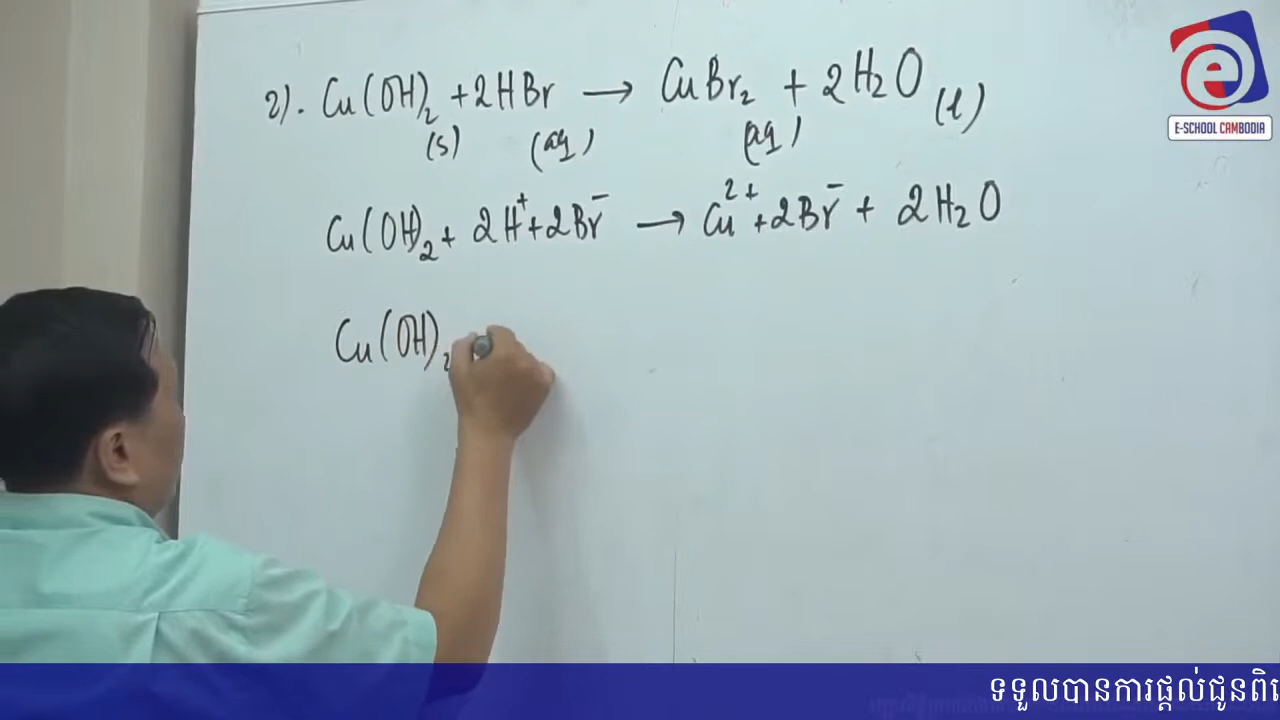 e
E-SCHOOL CAMBODIA
2). Cu(OH)₂ + 2HBr → CuBr₂ + 2H₂O (l)
(s) (aq) (aq)
Cu(OH)₂ + 2H⁺ + 2Br⁻ → Cu²⁺ + 2Br⁻ + 2H₂O
Cu(OH)₂
ទទួលបានការផ្តល់ជូនពី